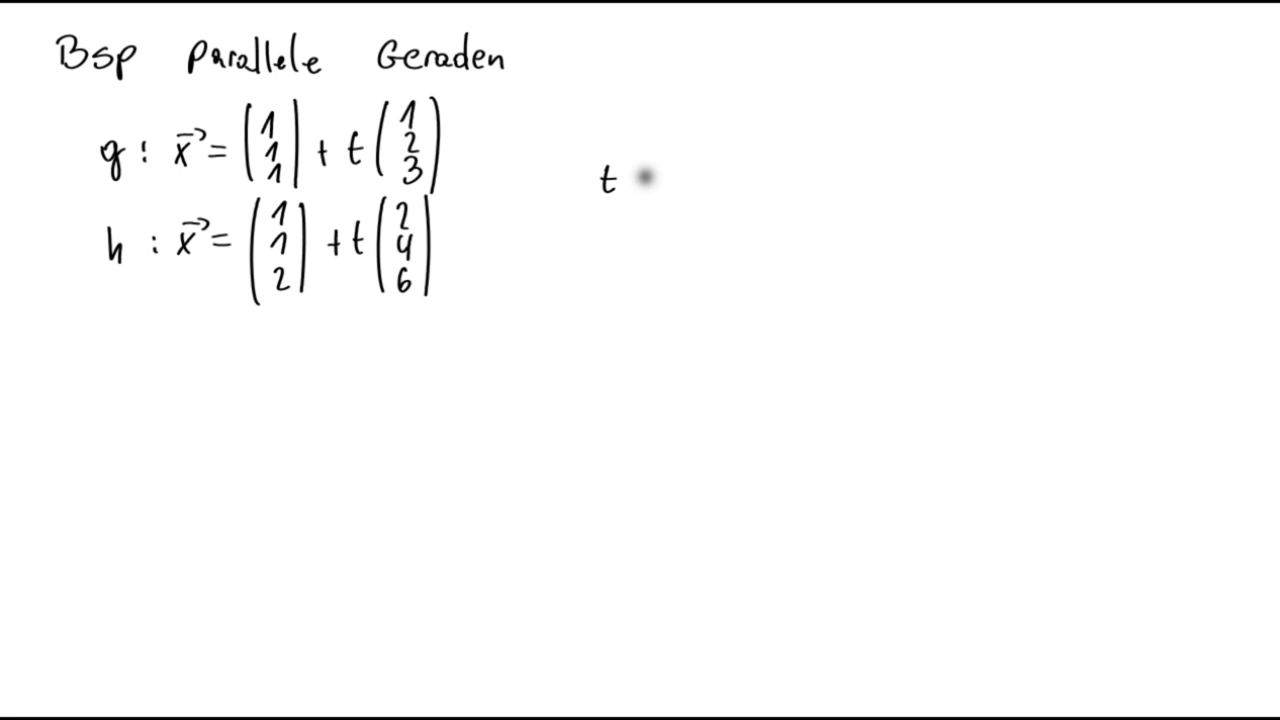 Bsp Parallele Geraden
g : x⃗ = (1 1 1) + t (1 2 3)
t
h : x⃗ = (1 1 2) + t (2 4 6)